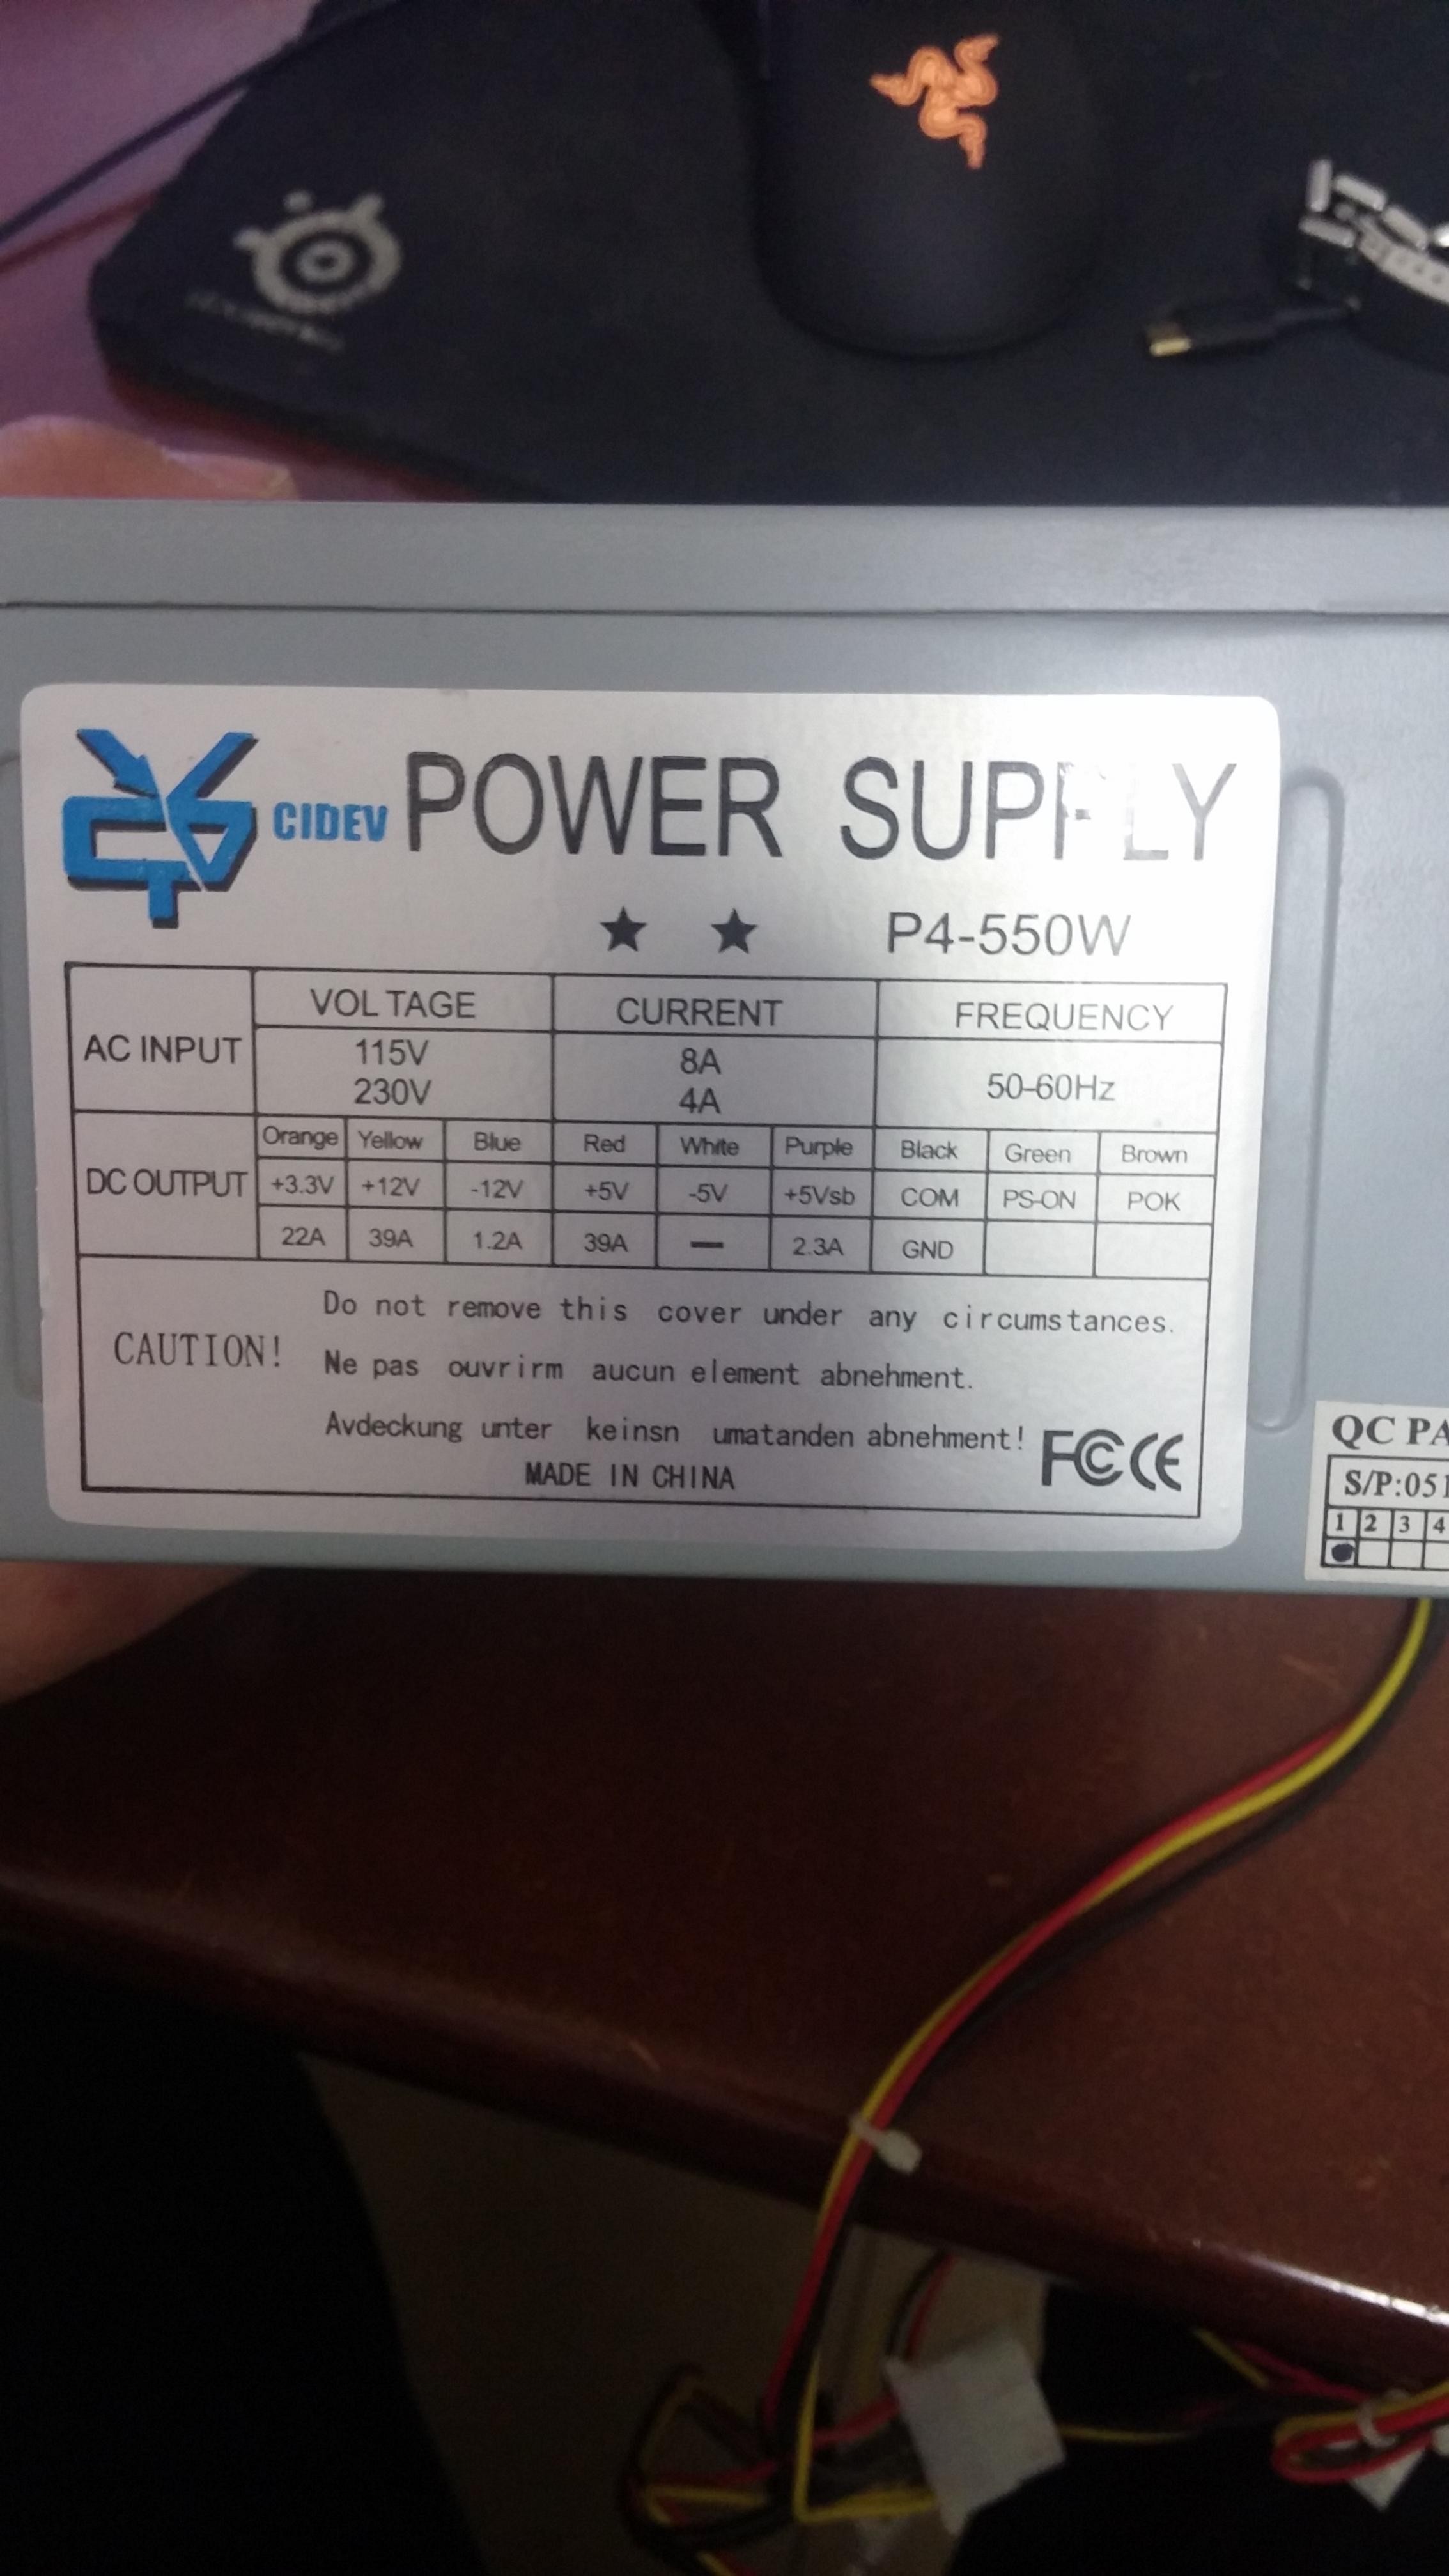 CIDEV POWER SUPPLY
★ ★ P4-550W
AC INPUT VOLTAGE CURRENT FREQUENCY
115V 8A 50-60Hz
230V 4A
DC OUTPUT Orange Yellow Blue Red White Purple Black Green Brown
+3.3V +12V -12V +5V -5V +5Vsb COM PS-ON POK
22A 39A 1.2A 39A — 2.3A GND
CAUTION! Do not remove this cover under any circumstances.
Ne pas ouvrirm aucun element abnehment.
Avdeckung unter keinsn umatanden abnehment!
MADE IN CHINA FC CE
QC PA
S/P:051
1 2 3 4